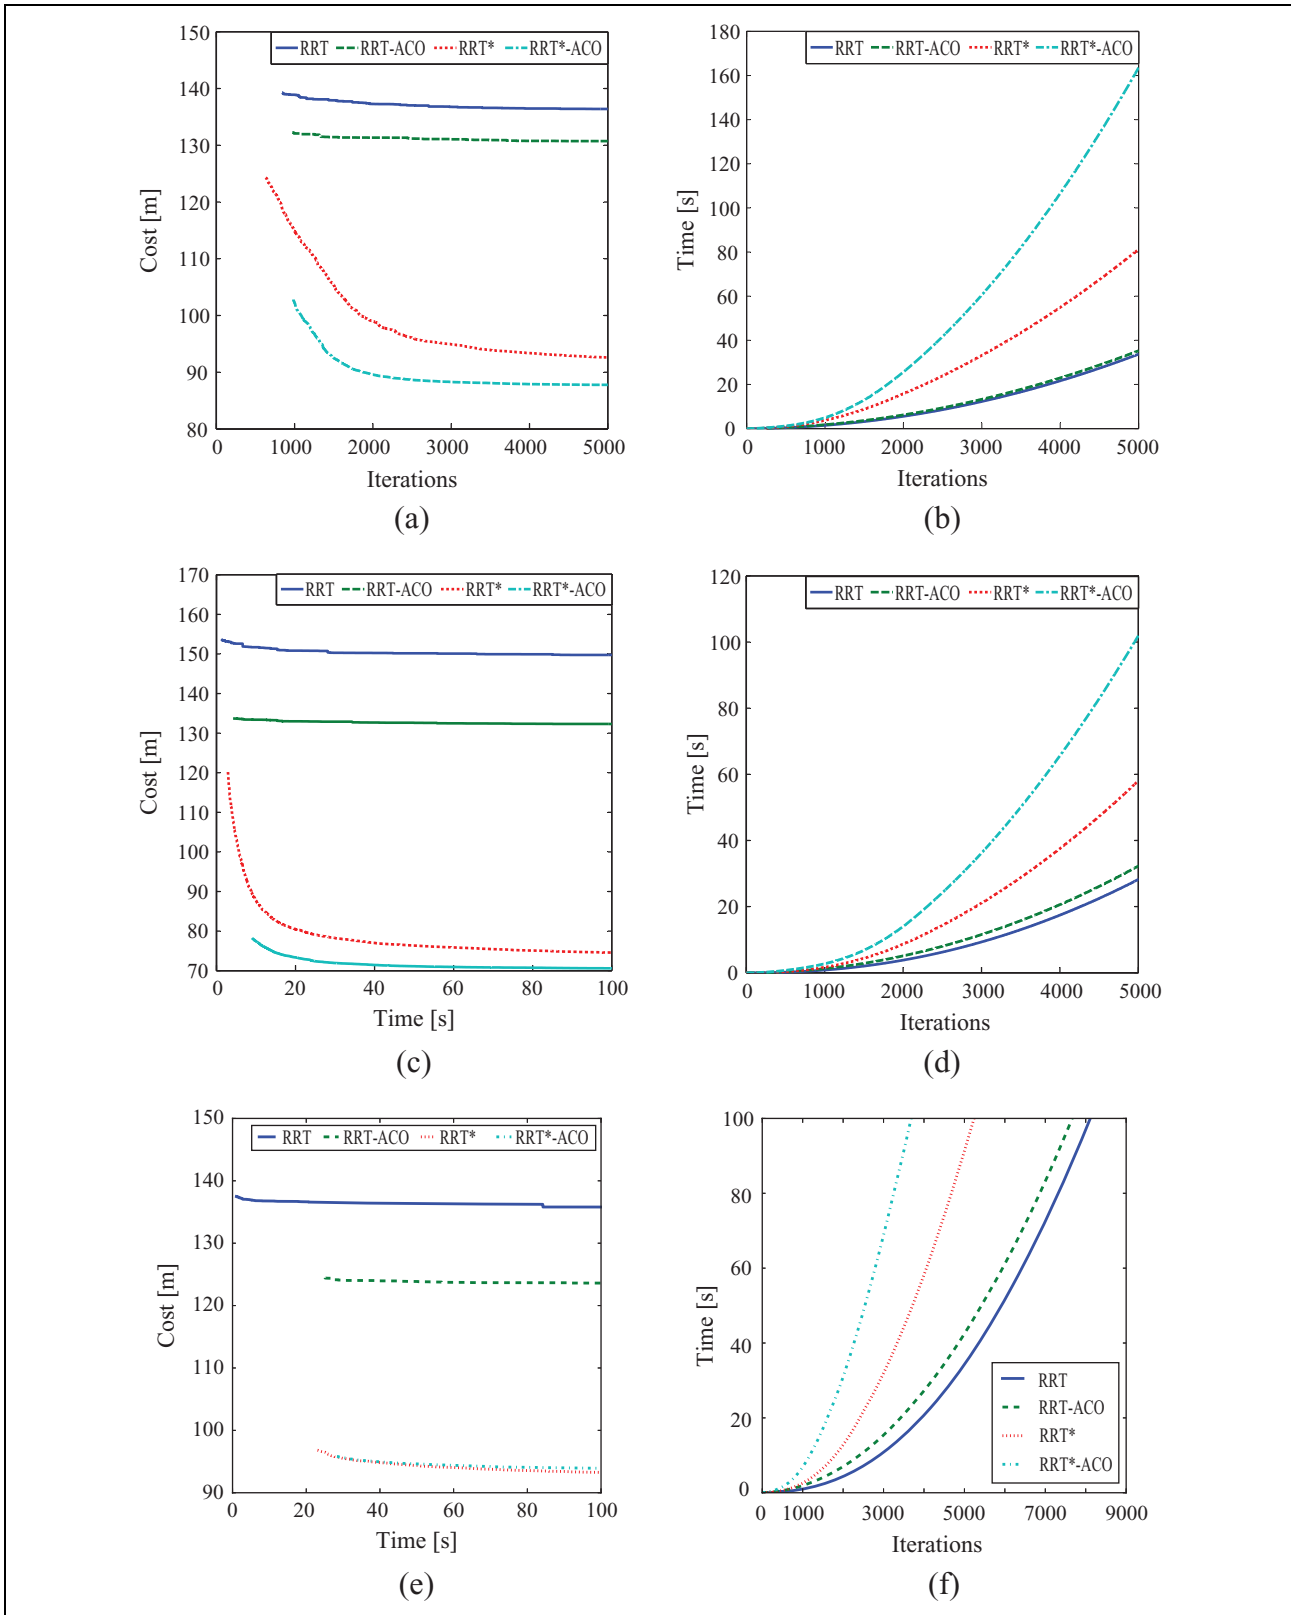 RRT RRT-ACO RRT* RRT*-ACO
150
140
130
120
110
100
90
80
Cost [m]
0 1000 2000 3000 4000 5000
Iterations
(a)
RRT RRT-ACO RRT* RRT*-ACO
180
160
140
120
100
80
60
40
20
0
Time [s]
0 1000 2000 3000 4000 5000
Iterations
(b)
RRT RRT-ACO RRT* RRT*-ACO
170
160
150
140
130
120
110
100
90
80
70
Cost [m]
0 20 40 60 80 100
Time [s]
(c)
RRT RRT-ACO RRT* RRT*-ACO
120
100
80
60
40
20
0
Time [s]
0 1000 2000 3000 4000 5000
Iterations
(d)
RRT RRT-ACO RRT* RRT*-ACO
150
140
130
120
110
100
90
Cost [m]
0 20 40 60 80 100
Time [s]
(e)
100
80
60
40
20
0
Time [s]
RRT
RRT-ACO
RRT*
RRT*-ACO
0 1000 3000 5000 7000 9000
Iterations
(f)